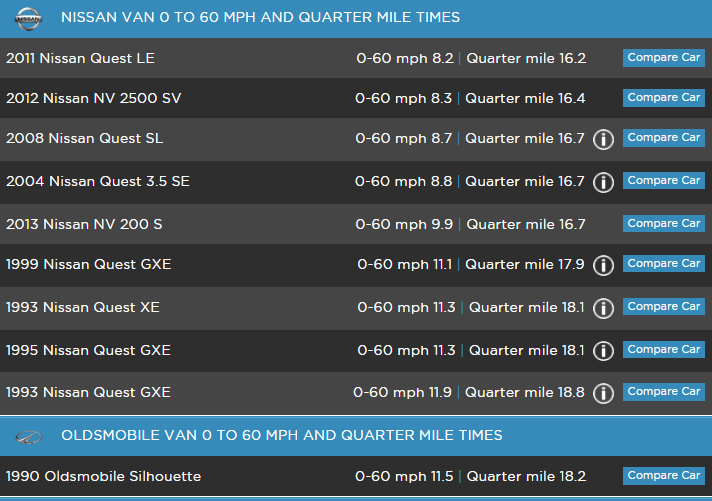 NISSAN VAN 0 TO 60 MPH AND QUARTER MILE TIMES
2011 Nissan Quest LE 0-60 mph 8.2 | Quarter mile 16.2 Compare Car
2012 Nissan NV 2500 SV 0-60 mph 8.3 | Quarter mile 16.4 Compare Car
2008 Nissan Quest SL 0-60 mph 8.7 | Quarter mile 16.7 i Compare Car
2004 Nissan Quest 3.5 SE 0-60 mph 8.8 | Quarter mile 16.7 i Compare Car
2013 Nissan NV 200 S 0-60 mph 9.9 | Quarter mile 16.7 Compare Car
1999 Nissan Quest GXE 0-60 mph 11.1 | Quarter mile 17.9 i Compare Car
1993 Nissan Quest XE 0-60 mph 11.3 | Quarter mile 18.1 i Compare Car
1995 Nissan Quest GXE 0-60 mph 11.3 | Quarter mile 18.1 i Compare Car
1993 Nissan Quest GXE 0-60 mph 11.9 | Quarter mile 18.8 i Compare Car
OLDSMOBILE VAN 0 TO 60 MPH AND QUARTER MILE TIMES
1990 Oldsmobile Silhouette 0-60 mph 11.5 | Quarter mile 18.2 Compare Car